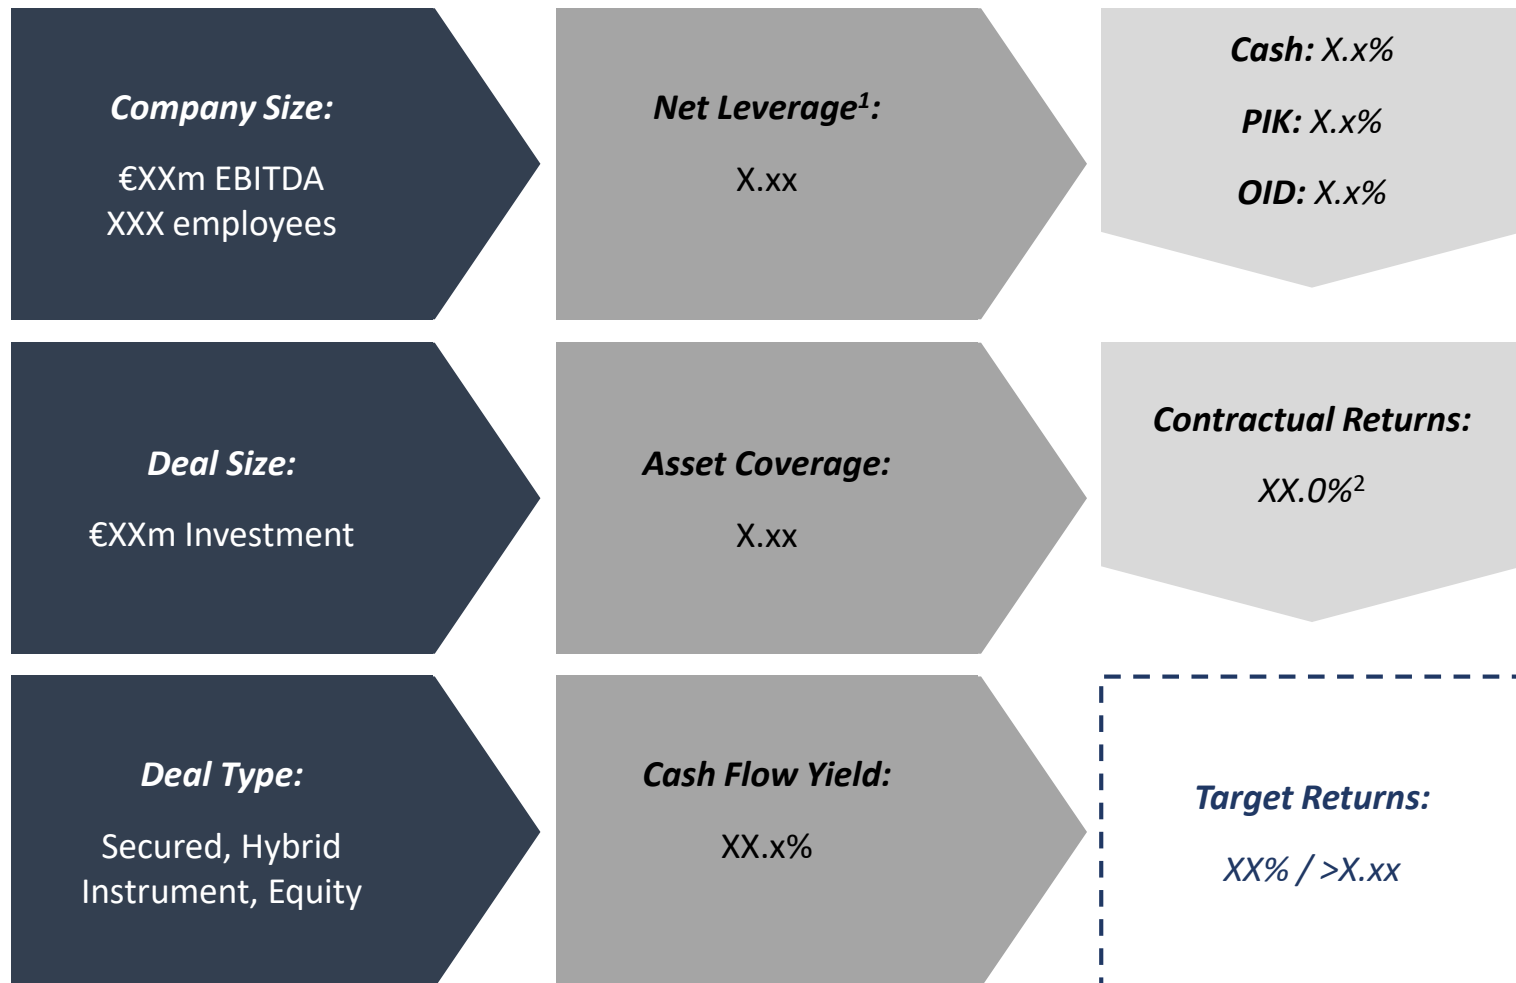 Company Size:
€XXm EBITDA
XXX employees
Net Leverage¹:
X.xx
Cash: X.x%
PIK: X.x%
OID: X.x%
Deal Size:
€XXm Investment
Asset Coverage:
X.xx
Contractual Returns:
XX.0%²
Deal Type:
Secured, Hybrid
Instrument, Equity
Cash Flow Yield:
XX.x%
Target Returns:
XX% / >X.xx